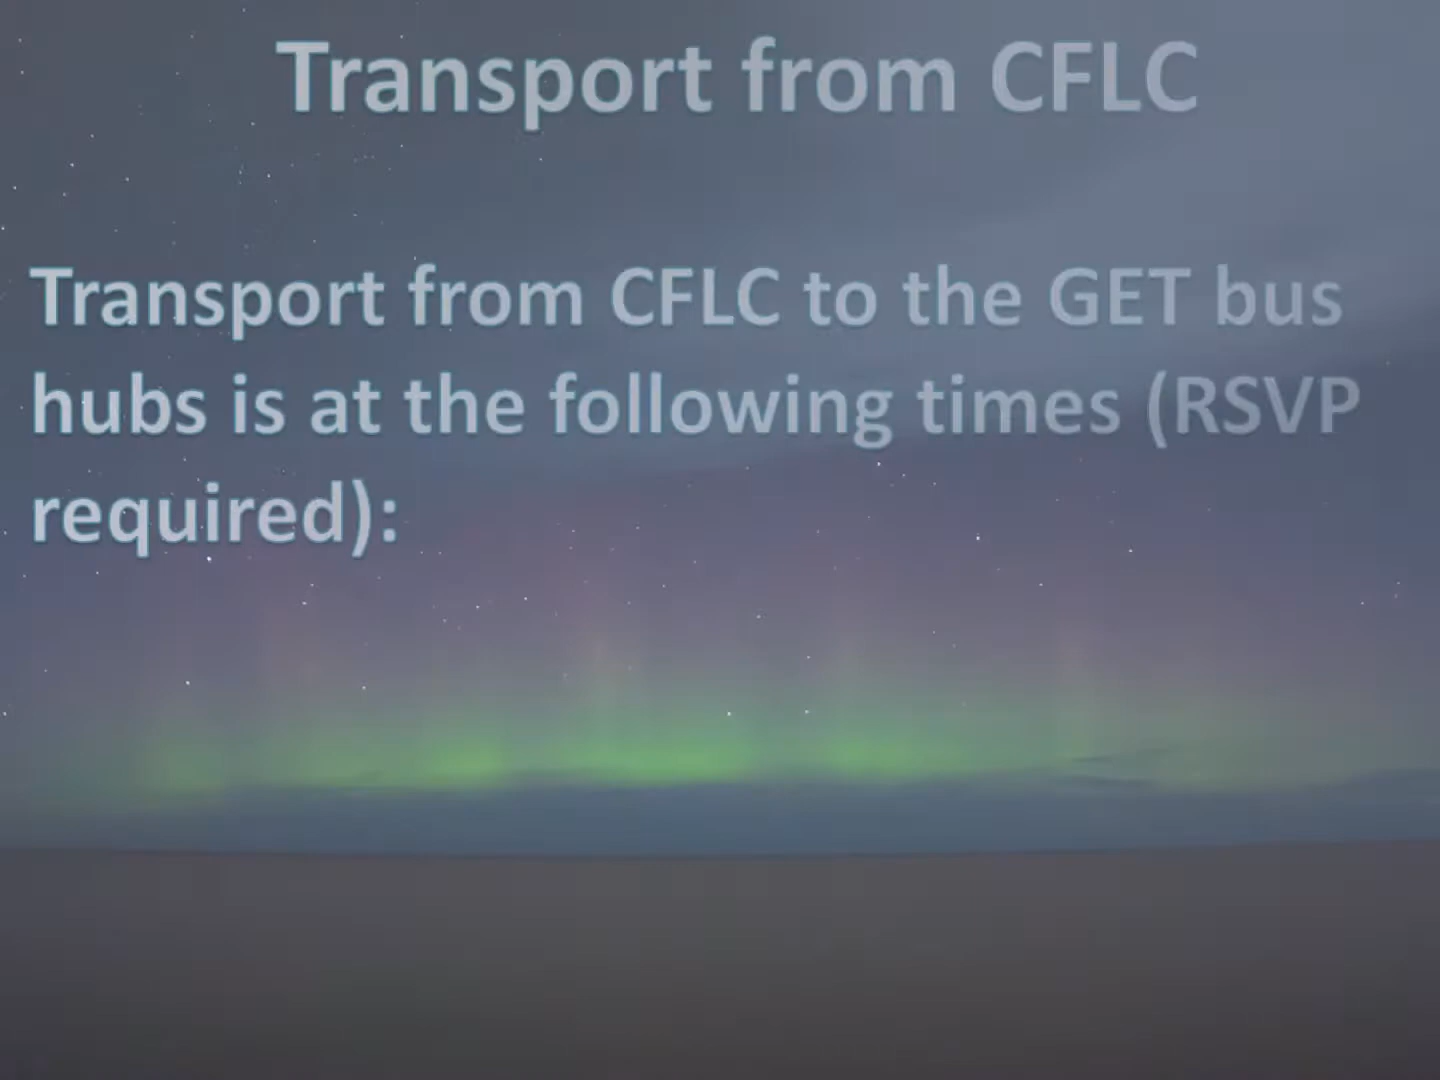 Transport from CFLC
Transport from CFLC to the GET bus
hubs is at the following times (RSVP
required):